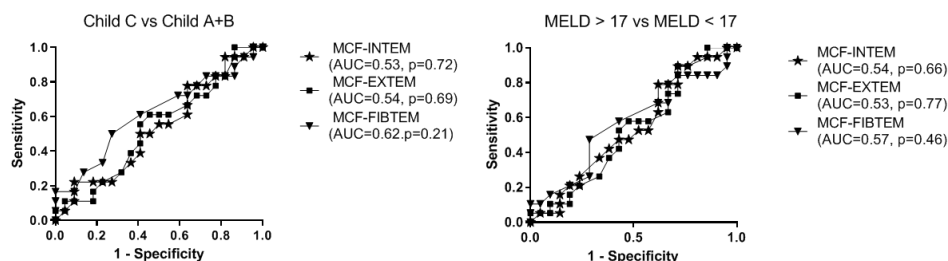 Child C vs Child A+B
1.0
0.8
0.6
0.4
0.2
0.0
Sensitivity
0.0 0.2 0.4 0.6 0.8 1.0
1 - Specificity
MCF-INTEM
(AUC=0.53, p=0.72)
MCF-EXTEM
(AUC=0.54, p=0.69)
MCF-FIBTEM
(AUC=0.62.p=0.21)
MELD > 17 vs MELD < 17
1.0
0.8
0.6
0.4
0.2
0.0
Sensitivity
0.0 0.5 1.0
1 - Specificity
MCF-INTEM
(AUC=0.54, p=0.66)
MCF-EXTEM
(AUC=0.53, p=0.77)
MCF-FIBTEM
(AUC=0.57, p=0.46)